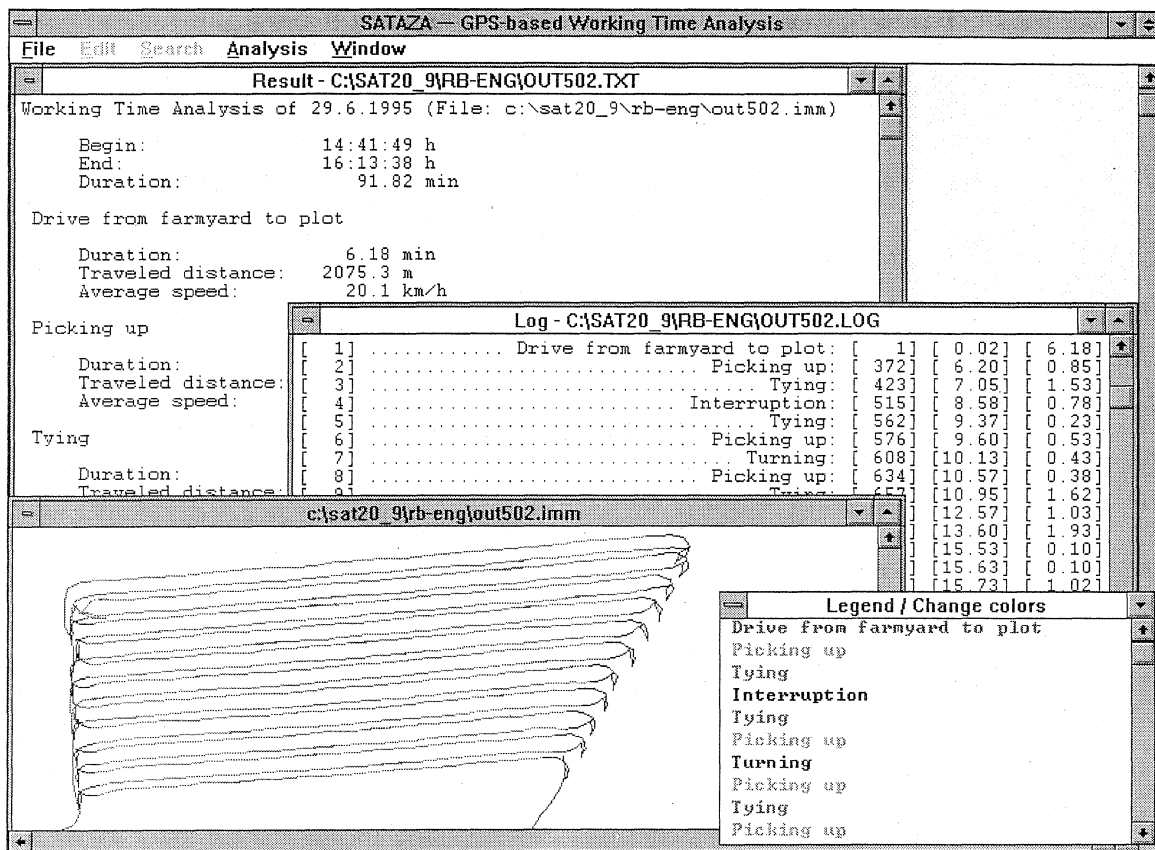 SATAZA — GPS-based Working Time Analysis
File Edit Search Analysis Window
Result - C:\SAT20_9\RB-ENG\OUT502.TXT
Working Time Analysis of 29.6.1995 (File: c:\sat20_9\rb-eng\out502.imm)
Begin: 14:41:49 h
End: 16:13:38 h
Duration: 91.82 min
Drive from farmyard to plot
Duration: 6.18 min
Traveled distance: 2075.3 m
Average speed: 20.1 km/h
Picking up
Duration:
Traveled distance:
Average speed:
Tying
Duration:
Traveled distance:
Log - C:\SAT20_9\RB-ENG\OUT502.LOG
[ 1] ............ Drive from farmyard to plot: [ 1] [ 0.02] [ 6.18]
[ 2] ............................. Picking up: [ 372] [ 6.20] [ 0.85]
[ 3] .................................. Tying: [ 423] [ 7.05] [ 1.53]
[ 4] ........................... Interruption: [ 515] [ 8.58] [ 0.78]
[ 5] .................................. Tying: [ 562] [ 9.37] [ 0.23]
[ 6] ............................. Picking up: [ 576] [ 9.60] [ 0.53]
[ 7] ................................ Turning: [ 608] [10.13] [ 0.43]
[ 8] ............................. Picking up: [ 634] [10.57] [ 0.38]
[ 9] .................................. Tying: [ 657] [10.95] [ 1.62]
] [12.57] [ 1.03]
] [13.60] [ 1.93]
] [15.53] [ 0.10]
] [15.63] [ 0.10]
] [15.73] [ 1.02]
c:\sat20_9\rb-eng\out502.imm
Legend / Change colors
Drive from farmyard to plot
Picking up
Tying
Interruption
Tying
Picking up
Turning
Picking up
Tying
Picking up